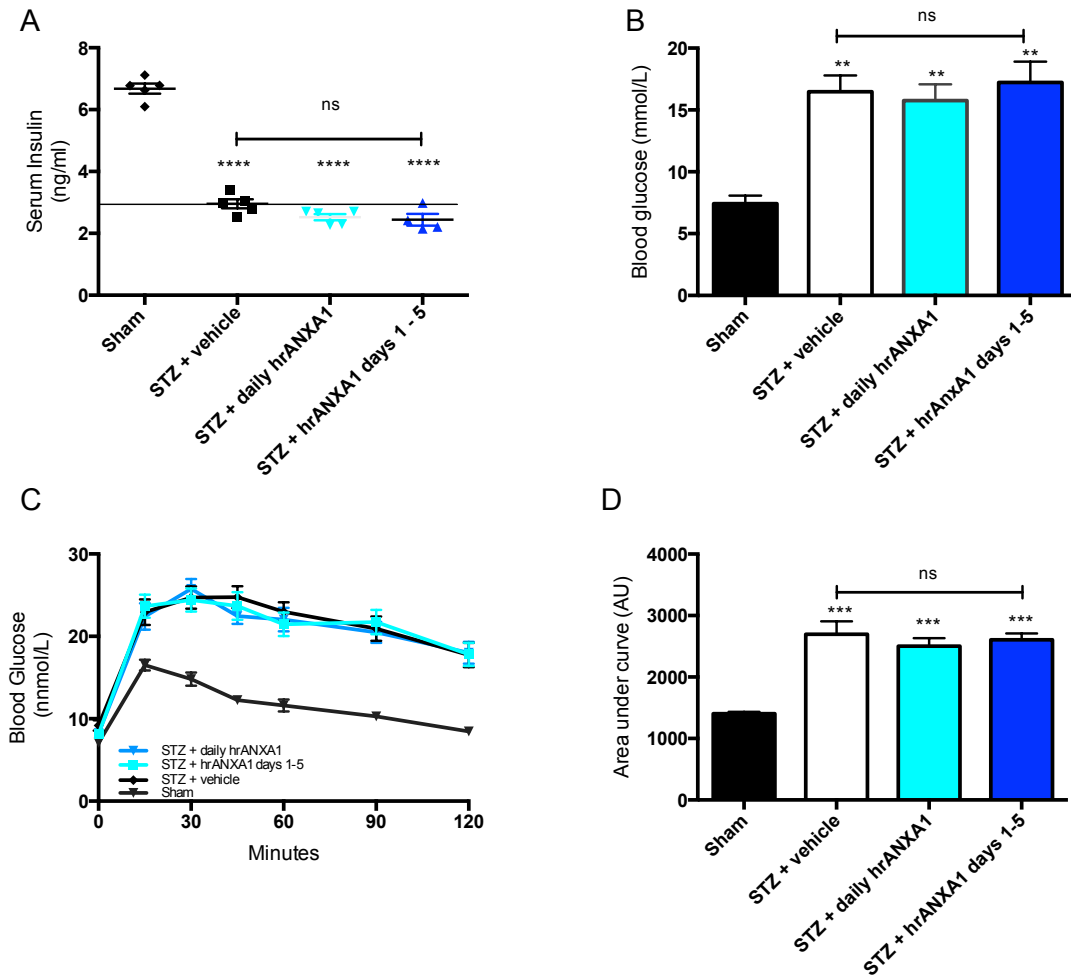 A
8
6
4
2
0
Serum Insulin
(ng/ml)
ns
****
****
****
Sham
STZ + vehicle
STZ + daily hrANXA1
STZ + hrANXA1 days 1 - 5
B
20
15
10
5
0
Blood glucose (mmol/L)
ns
**
**
**
Sham
STZ + vehicle
STZ + daily hrANXA1
STZ + hrAnxA1 days 1-5
C
30
20
10
0
Blood Glucose
(nnmol/L)
STZ + daily hrANXA1
STZ + hrANXA1 days 1-5
STZ + vehicle
Sham
0
30
60
90
120
Minutes
D
4000
3000
2000
1000
0
Area under curve (AU)
ns
***
***
***
Sham
STZ + vehicle
STZ + daily hrANXA1
STZ + hrANXA1 days 1-5